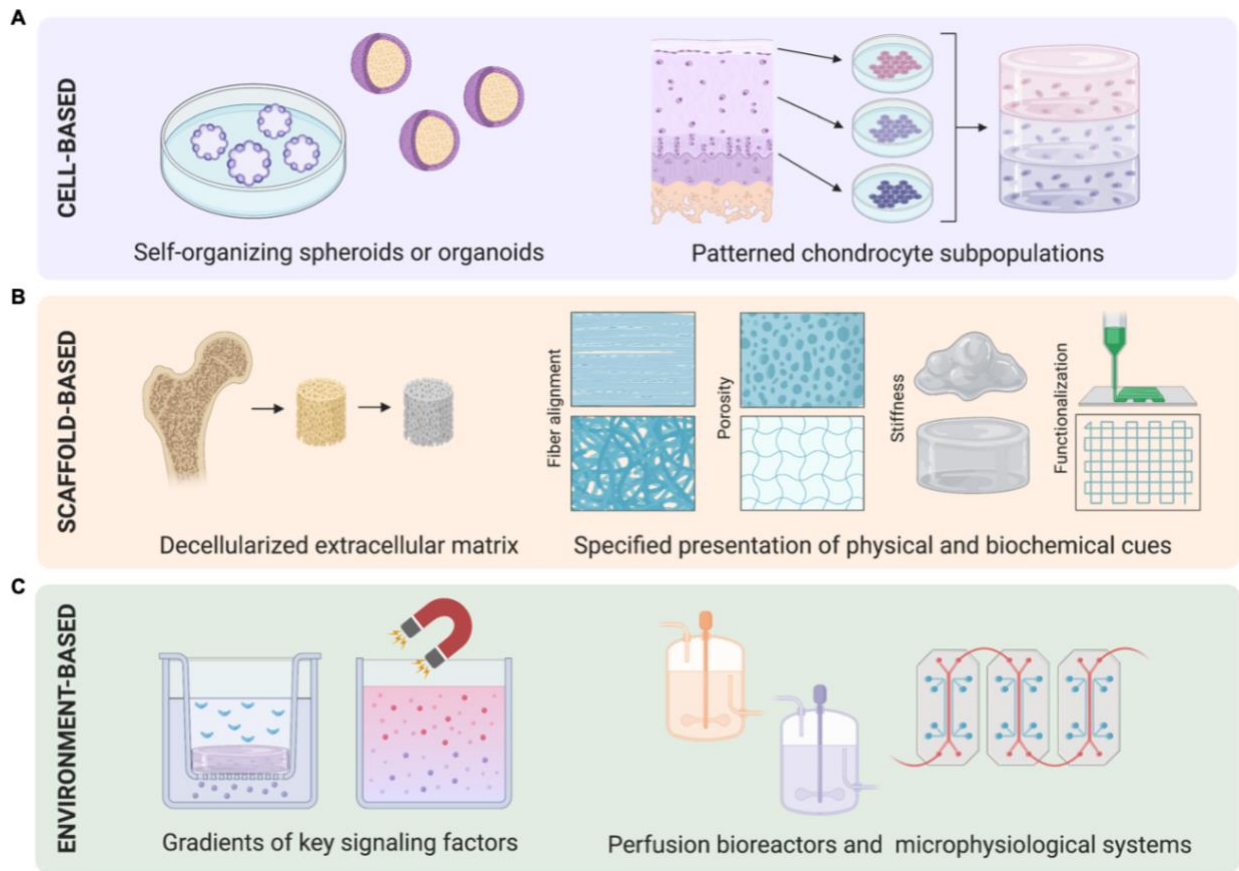 A
CELL-BASED
Self-organizing spheroids or organoids
Patterned chondrocyte subpopulations
B
SCAFFOLD-BASED
Fiber alignment
Porosity
Stiffness
Functionalization
Decellularized extracellular matrix
Specified presentation of physical and biochemical cues
C
ENVIRONMENT-BASED
Gradients of key signaling factors
Perfusion bioreactors and microphysiological systems